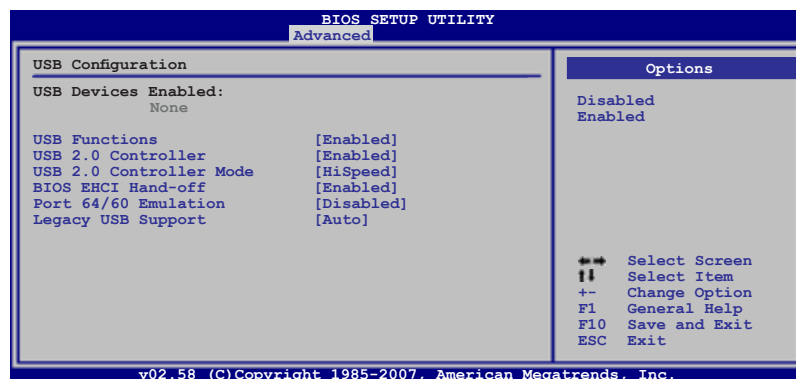 BIOS SETUP UTILITY
Advanced
USB Configuration
USB Devices Enabled:
None
USB Functions [Enabled]
USB 2.0 Controller [Enabled]
USB 2.0 Controller Mode [HiSpeed]
BIOS EHCI Hand-off [Enabled]
Port 64/60 Emulation [Disabled]
Legacy USB Support [Auto]
Options
Disabled
Enabled
←→ Select Screen
↑↓ Select Item
+- Change Option
F1 General Help
F10 Save and Exit
ESC Exit
v02.58 (C)Copyright 1985-2007, American Megatrends, Inc.